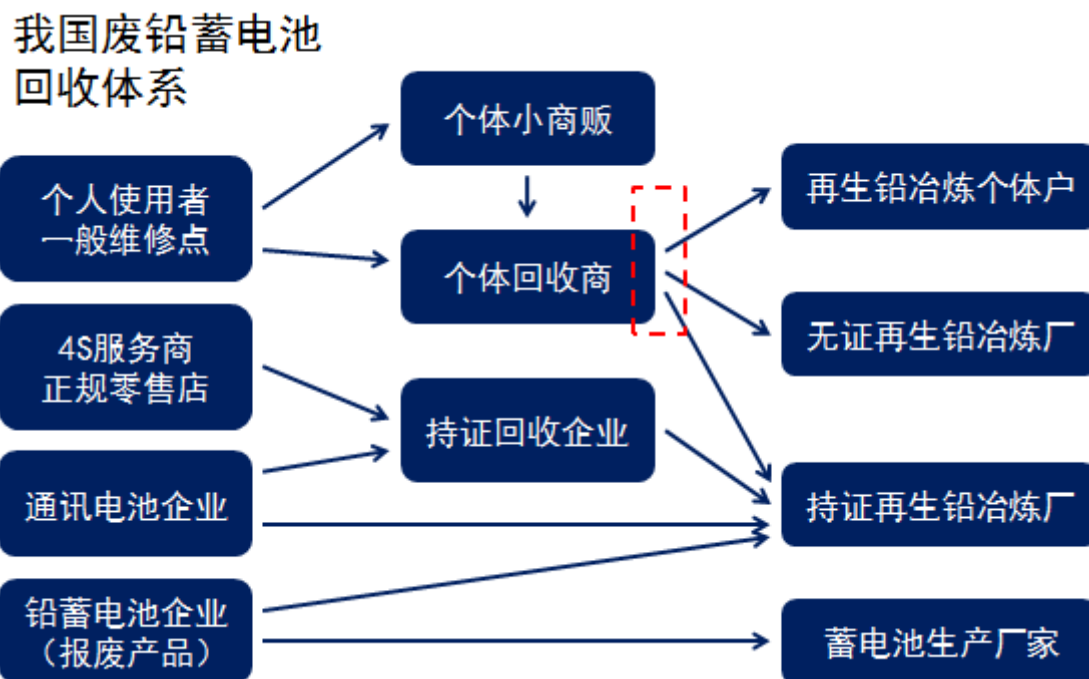 我国废铅蓄电池
回收体系
个人使用者
一般维修点
4S服务商
正规零售店
通讯电池企业
铅蓄电池企业
（报废产品）
个体小商贩
个体回收商
持证回收企业
再生铅冶炼个体户
无证再生铅冶炼厂
持证再生铅冶炼厂
蓄电池生产厂家